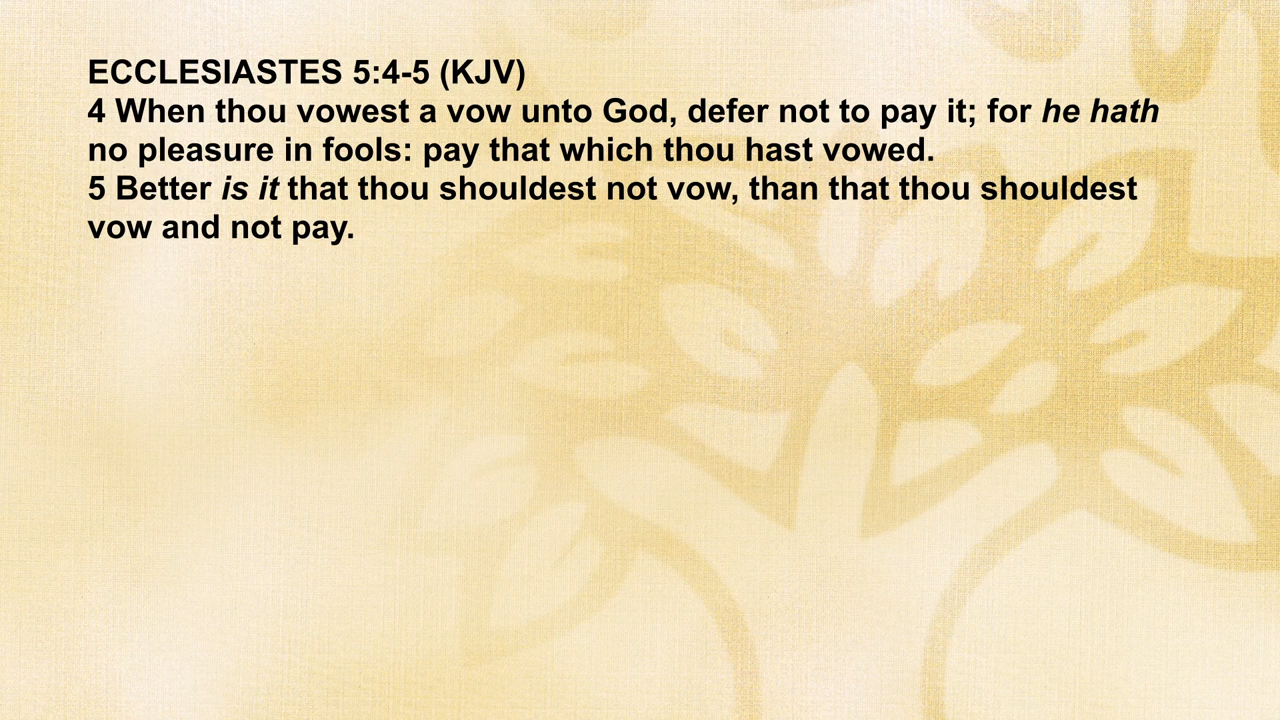 ECCLESIASTES 5:4-5 (KJV)
4 When thou vowest a vow unto God, defer not to pay it; for he hath
no pleasure in fools: pay that which thou hast vowed.
5 Better is it that thou shouldest not vow, than that thou shouldest
vow and not pay.